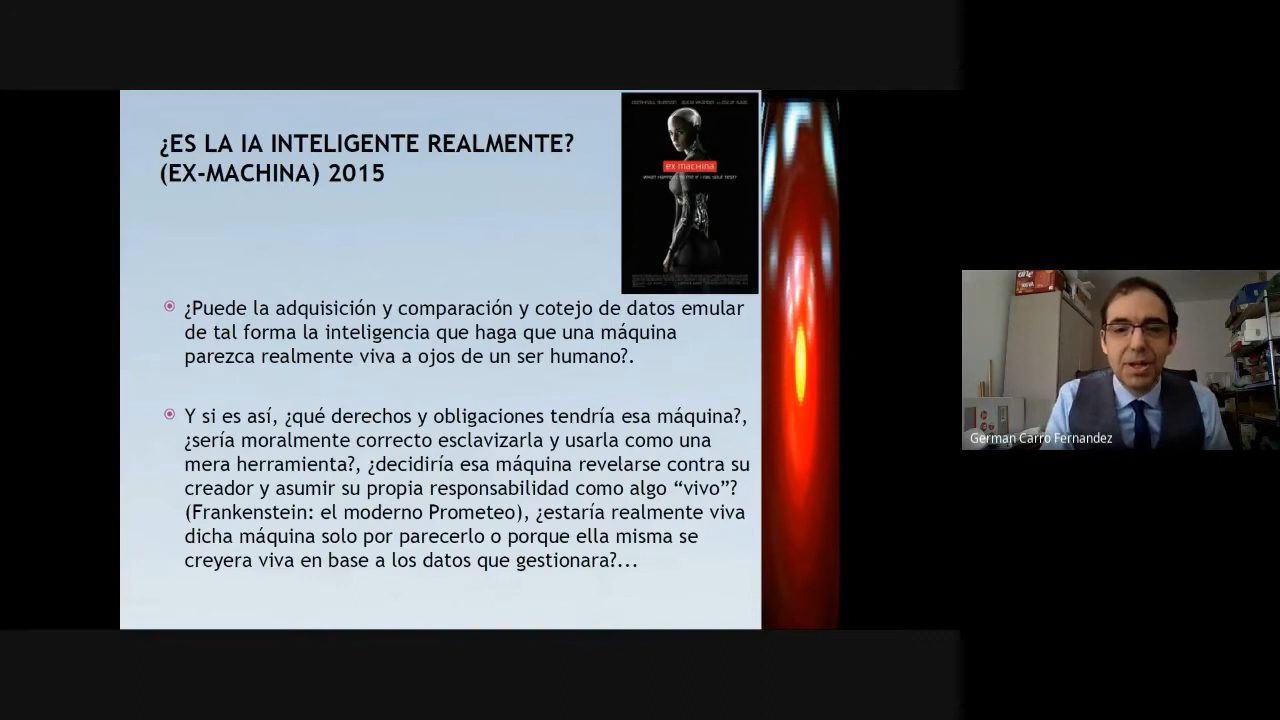 ¿ES LA IA INTELIGENTE REALMENTE?
(EX-MACHINA) 2015
ex machina
¿Puede la adquisición y comparación y cotejo de datos emular
de tal forma la inteligencia que haga que una máquina
parezca realmente viva a ojos de un ser humano?.
Y si es así, ¿qué derechos y obligaciones tendría esa máquina?,
¿sería moralmente correcto esclavizarla y usarla como una
mera herramienta?, ¿decidiría esa máquina revelarse contra su
creador y asumir su propia responsabilidad como algo “vivo”?
(Frankenstein: el moderno Prometeo), ¿estaría realmente viva
dicha máquina solo por parecerlo o porque ella misma se
creyera viva en base a los datos que gestionara?...
German Carro Fernandez